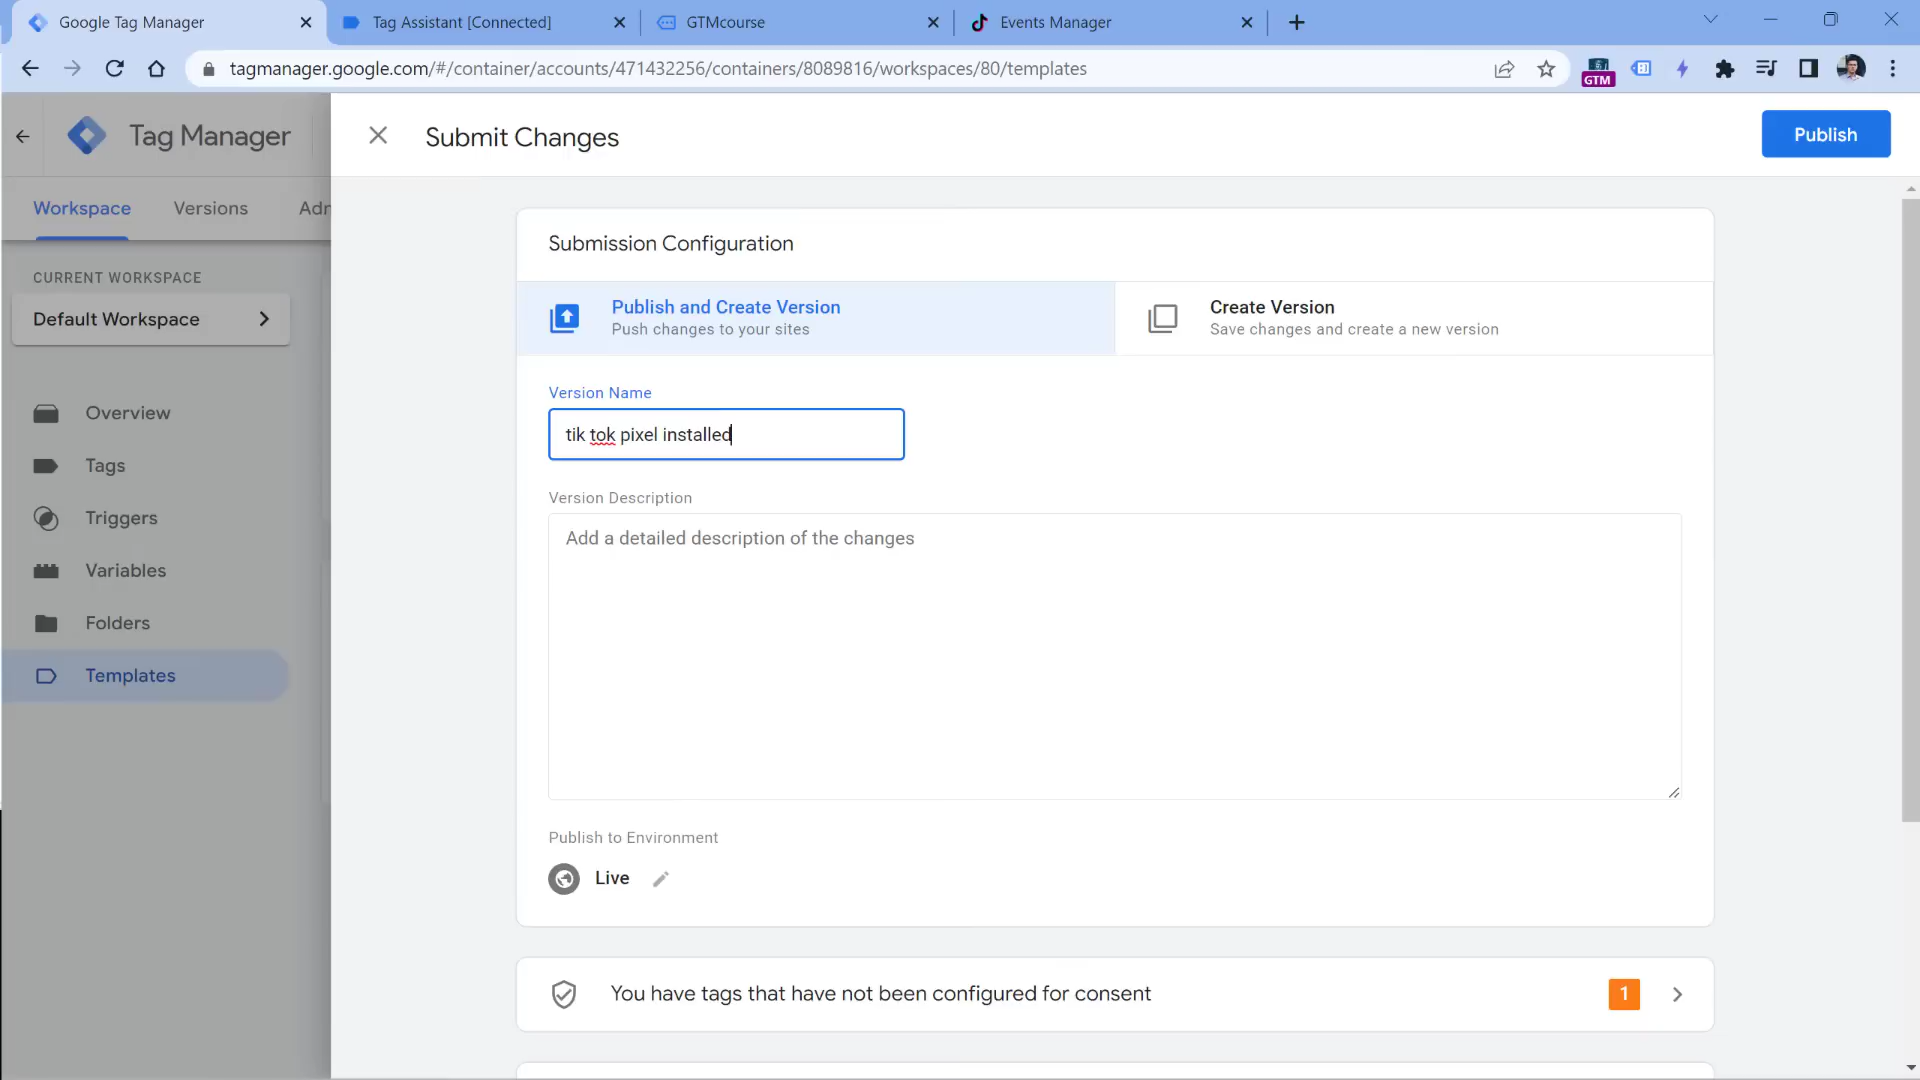 Google Tag Manager
Tag Assistant [Connected]
GTMcourse
Events Manager
tagmanager.google.com/#/container/accounts/471432256/containers/8089816/workspaces/80/templates
GTM
Tag Manager
Submit Changes
Publish
Workspace
Versions
Adm
Submission Configuration
CURRENT WORKSPACE
Default Workspace
Publish and Create Version
Push changes to your sites
Create Version
Save changes and create a new version
Version Name
tik tok pixel installed
Overview
Tags
Triggers
Variables
Folders
Templates
Version Description
Add a detailed description of the changes
Publish to Environment
Live
You have tags that have not been configured for consent
1